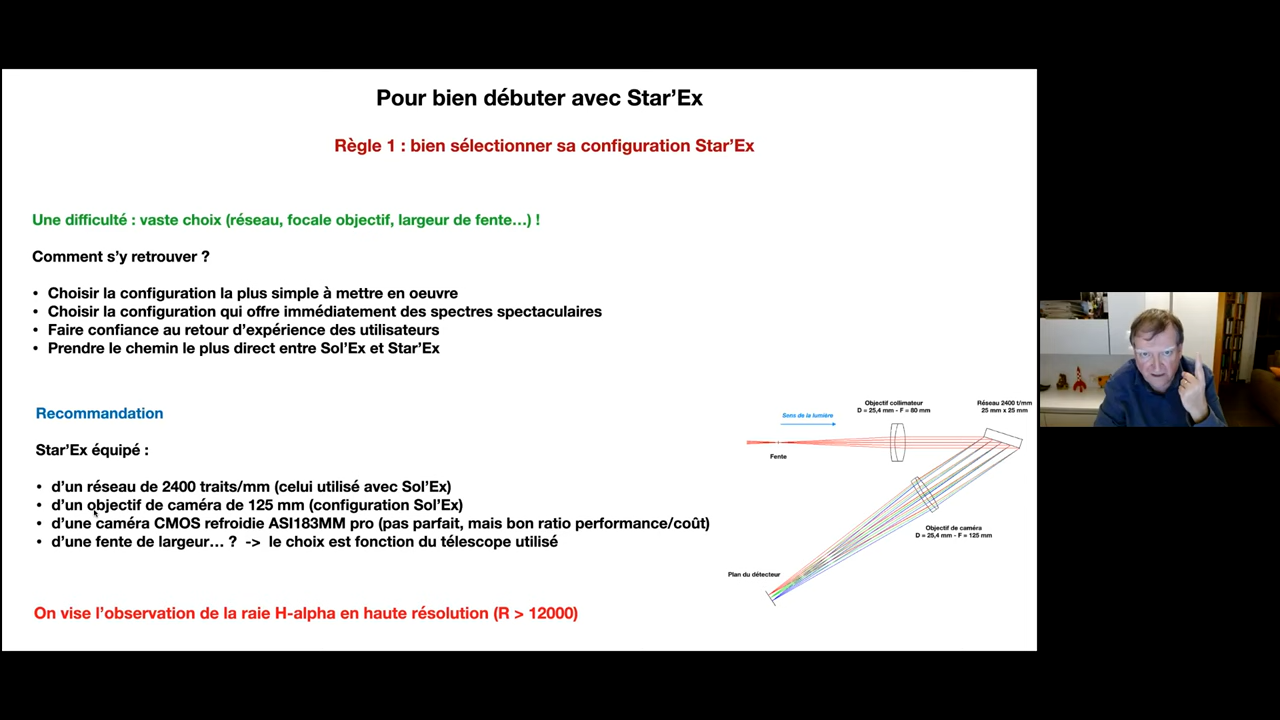 Pour bien débuter avec Star’Ex
Règle 1 : bien sélectionner sa configuration Star’Ex
Une difficulté : vaste choix (réseau, focale objectif, largeur de fente…) !
Comment s’y retrouver ?
• Choisir la configuration la plus simple à mettre en oeuvre
• Choisir la configuration qui offre immédiatement des spectres spectaculaires
• Faire confiance au retour d’expérience des utilisateurs
• Prendre le chemin le plus direct entre Sol’Ex et Star’Ex
Recommandation
Star’Ex équipé :
• d’un réseau de 2400 traits/mm (celui utilisé avec Sol’Ex)
• d’un objectif de caméra de 125 mm (configuration Sol’Ex)
• d’une caméra CMOS refroidie ASI183MM pro (pas parfait, mais bon ratio performance/coût)
• d’une fente de largeur… ? -> le choix est fonction du télescope utilisé
On vise l’observation de la raie H-alpha en haute résolution (R > 12000)
Sens de la lumière
Fente
Objectif collimateur
D = 25,4 mm - F = 80 mm
Réseau 2400 t/mm
25 mm x 25 mm
Objectif de caméra
D = 25,4 mm - F = 125 mm
Plan du détecteur